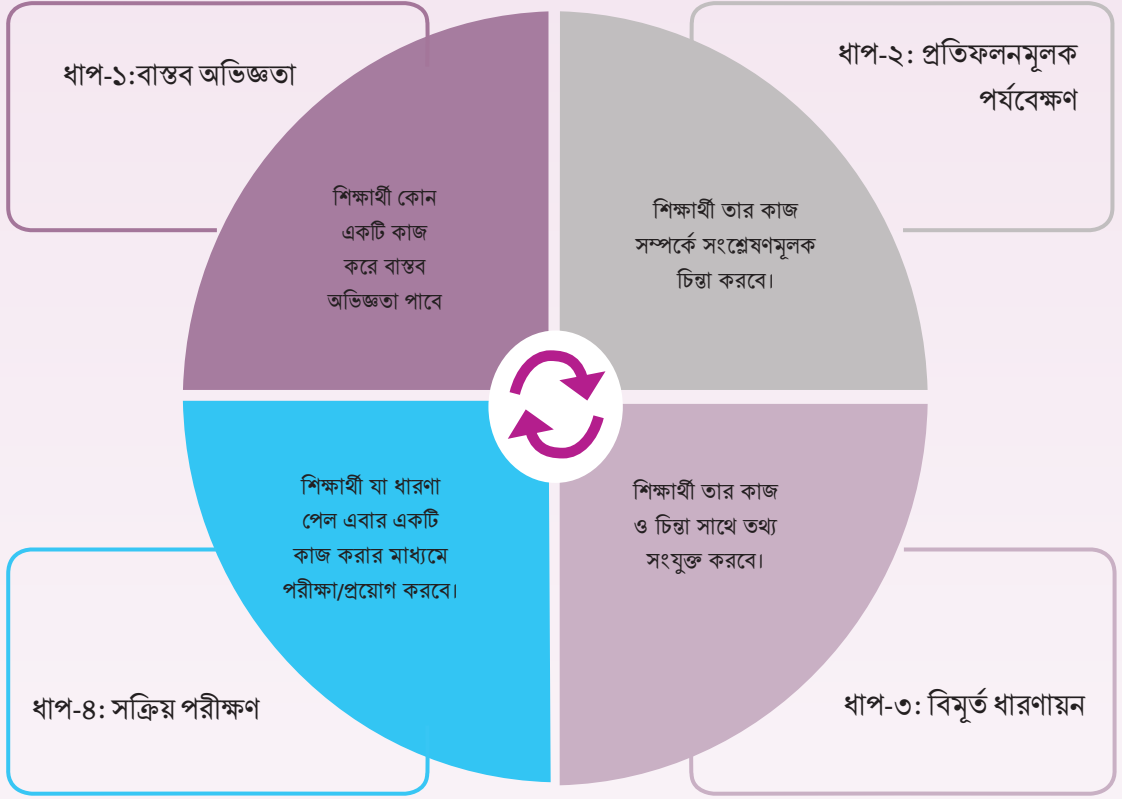 ধাপ-১:বাস্তব অভিজ্ঞতা
শিক্ষার্থী কোন
একটি কাজ
করে বাস্তব
অভিজ্ঞতা পাবে
ধাপ-২: প্রতিফলনমূলক
পর্যবেক্ষণ
শিক্ষার্থী তার কাজ
সম্পর্কে সংশ্লেষণমূলক
চিন্তা করবে।
শিক্ষার্থী তার কাজ
ও চিন্তা সাথে তথ্য
সংযুক্ত করবে।
ধাপ-৩: বিমূর্ত ধারণায়ন
শিক্ষার্থী যা ধারণা
পেল এবার একটি
কাজ করার মাধ্যমে
পরীক্ষা/প্রয়োগ করবে।
ধাপ-৪: সক্রিয় পরীক্ষণ